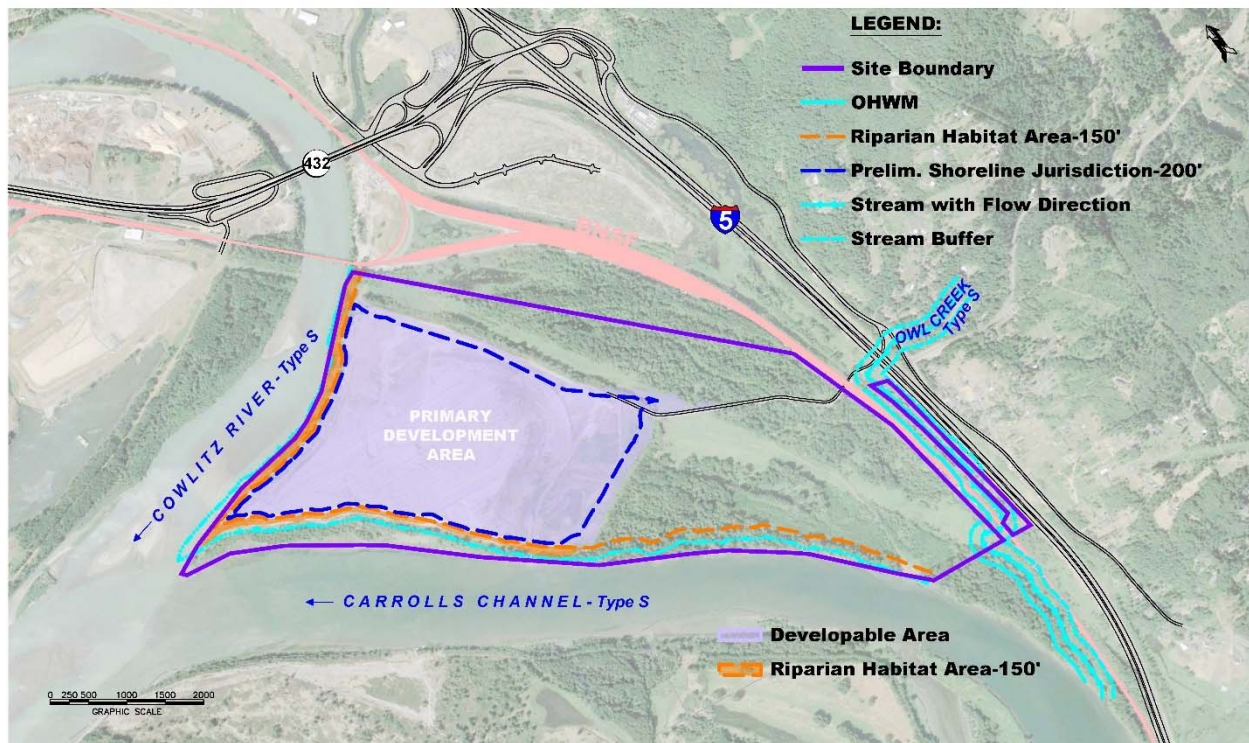 LEGEND:
Site Boundary
OHWM
Riparian Habitat Area-150'
Prelim. Shoreline Jurisdiction-200'
Stream with Flow Direction
Stream Buffer
432
BNSF
5
OWL CREEK
Type S
PRIMARY
DEVELOPMENT
AREA
← COWLITZ RIVER - Type S
← CARROLLS CHANNEL - Type S
Developable Area
Riparian Habitat Area-150'
0 250 500 1000 1500 2000
GRAPHIC SCALE